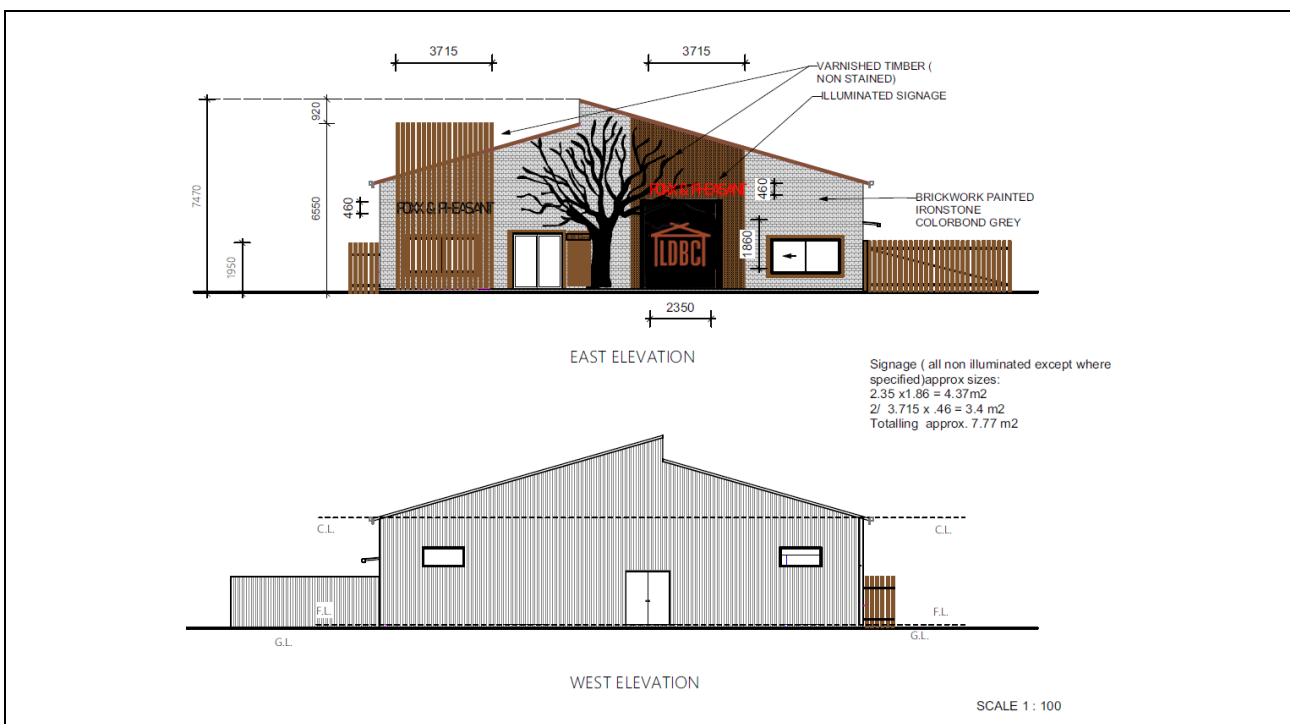 3715
3715
VARNISHED TIMBER (
NON STAINED)
ILLUMINATED SIGNAGE
920
7470
6550
460
1950
FOXX & PHEASANT
FOXX & PHEASANT
460
LDBC
1860
BRICKWORK PAINTED
IRONSTONE
COLORBOND GREY
2350
EAST ELEVATION
Signage ( all non illuminated except where
specified)approx sizes:
2.35 x1.86 = 4.37m2
2/ 3.715 x .46 = 3.4 m2
Totalling approx. 7.77 m2
C.L.
C.L.
F.L.
F.L.
G.L.
G.L.
WEST ELEVATION
SCALE 1 : 100